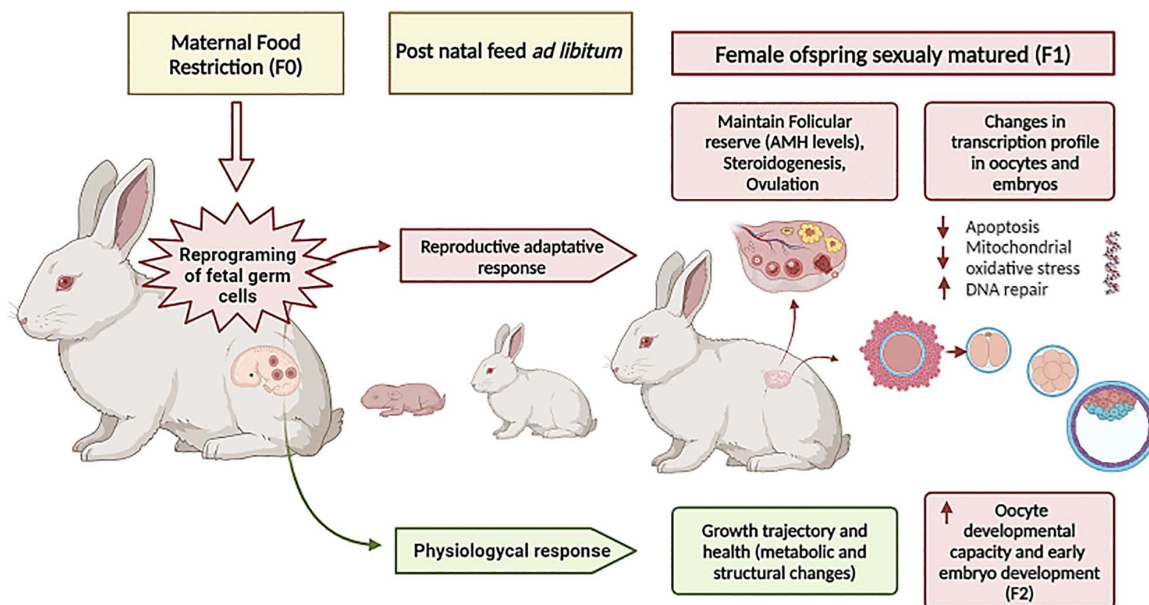 Maternal Food
Restriction (F0)
Post natal feed ad libitum
Female ofspring sexualy matured (F1)
Maintain Folicular
reserve (AMH levels),
Steroidogenesis,
Ovulation
Changes in
transcription profile
in oocytes and
embryos
Apoptosis
Mitochondrial
oxidative stress
DNA repair
Reprograming
of fetal germ
cells
Reproductive adaptative
response
Physiologycal response
Growth trajectory and
health (metabolic and
structural changes)
Oocyte
developmental
capacity and early
embryo development
(F2)